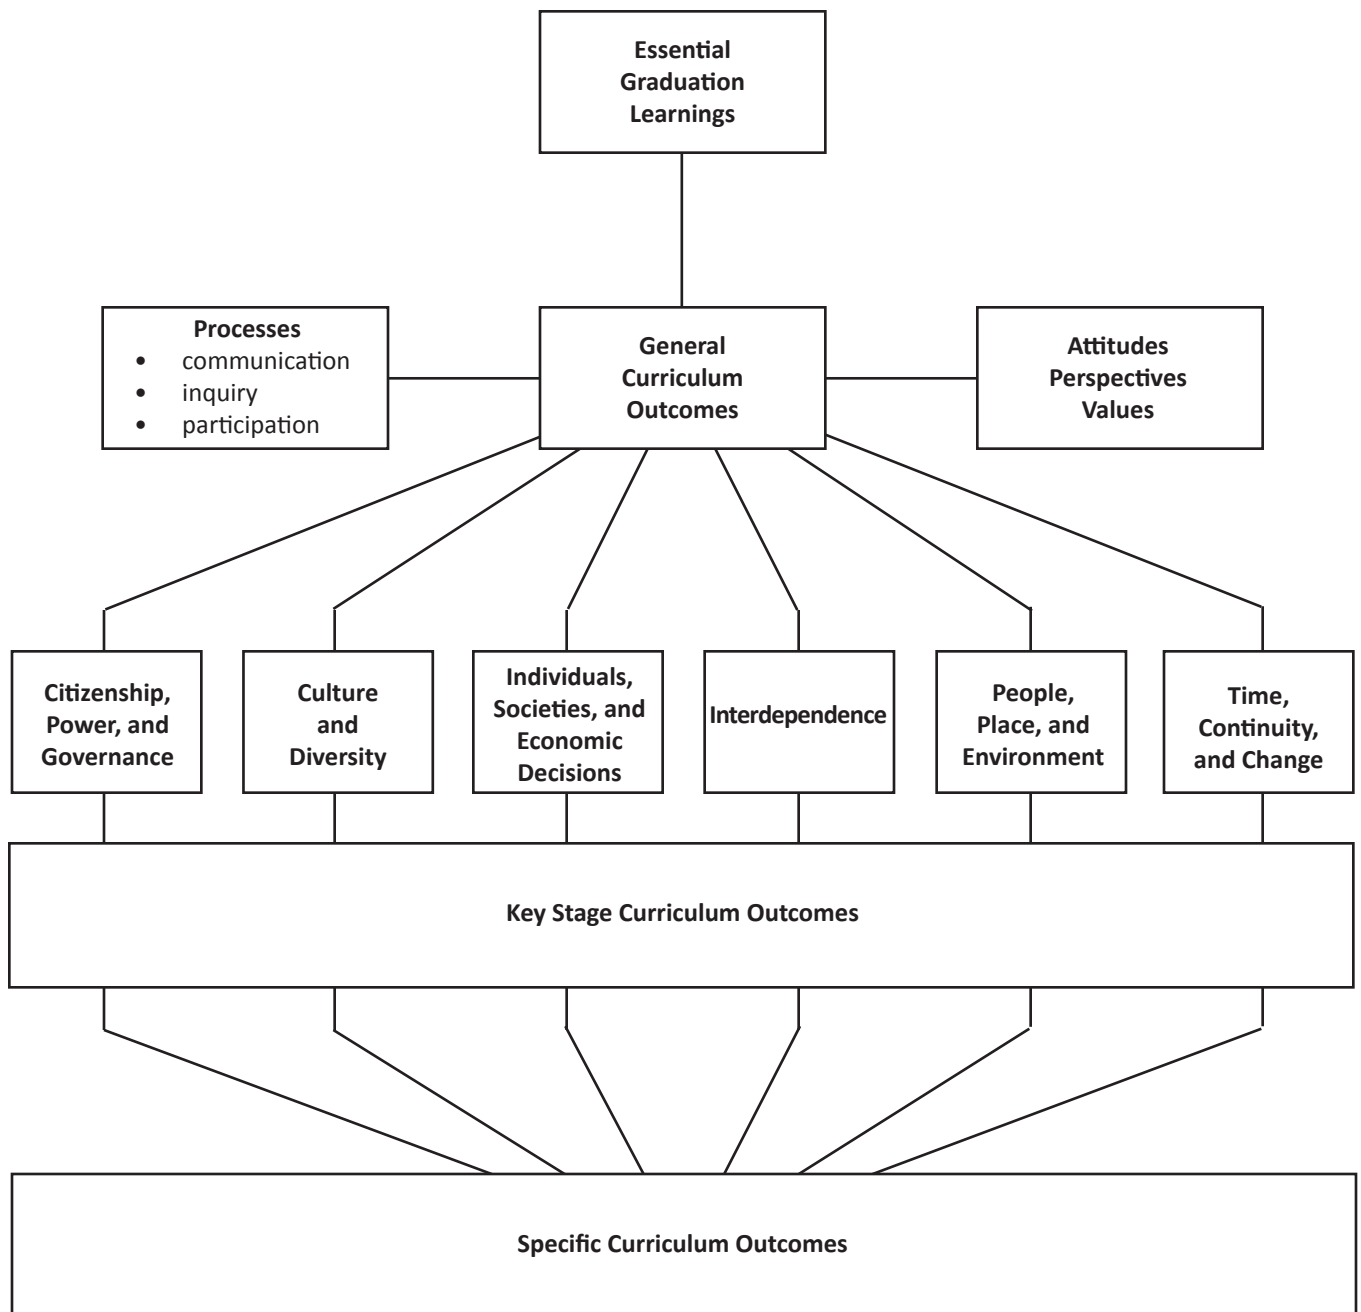 Essential
Graduation
Learnings
Processes
• communication
• inquiry
• participation
General
Curriculum
Outcomes
Attitudes
Perspectives
Values
Citizenship,
Power, and
Governance
Culture
and
Diversity
Individuals,
Societies, and
Economic
Decisions
Interdependence
People,
Place, and
Environment
Time,
Continuity,
and Change
Key Stage Curriculum Outcomes
Specific Curriculum Outcomes